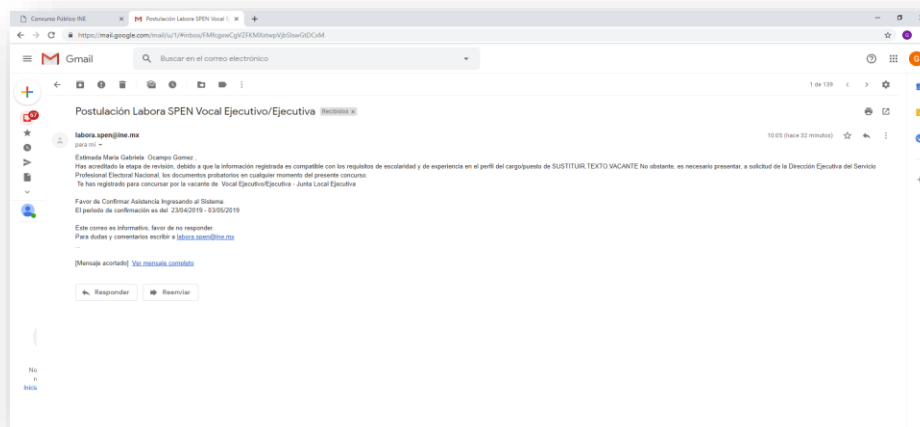 Concurso Público INE
Postulación Labora SPEN Vocal E
https://mail.google.com/mail/u/1/#inbox/
Gmail
Buscar en el correo electrónico
1 de 139
Postulación Labora SPEN Vocal Ejecutivo/Ejecutiva Recibidos x
67
labora.spen@ine.mx
10:05 (hace 32 minutos)
para mí
Estimada Maria Gabriela Ocampo Gomez .
Has acreditado la etapa de revisión, debido a que la información registrada es compatible con los requisitos de escolaridad y de experiencia en el perfil del cargo/puesto de SUSTITUIR.TEXTO.VACANTE No obstante, es necesario presentar, a solicitud de la Dirección Ejecutiva del Servicio
Profesional Electoral Nacional, los documentos probatorios en cualquier momento del presente concurso.
Te has registrado para concursar por la vacante de Vocal Ejecutivo/Ejecutiva - Junta Local Ejecutiva
Favor de Confirmar Asistencia Ingresando al Sistema.
El periodo de confirmación es del 23/04/2019 - 03/05/2019
Este correo es informativo, favor de no responder.
Para dudas y comentarios escribir a labora.spen@ine.mx
...
[Mensaje acortado] Ver mensaje completo
Responder
Reenviar
No
Inicia